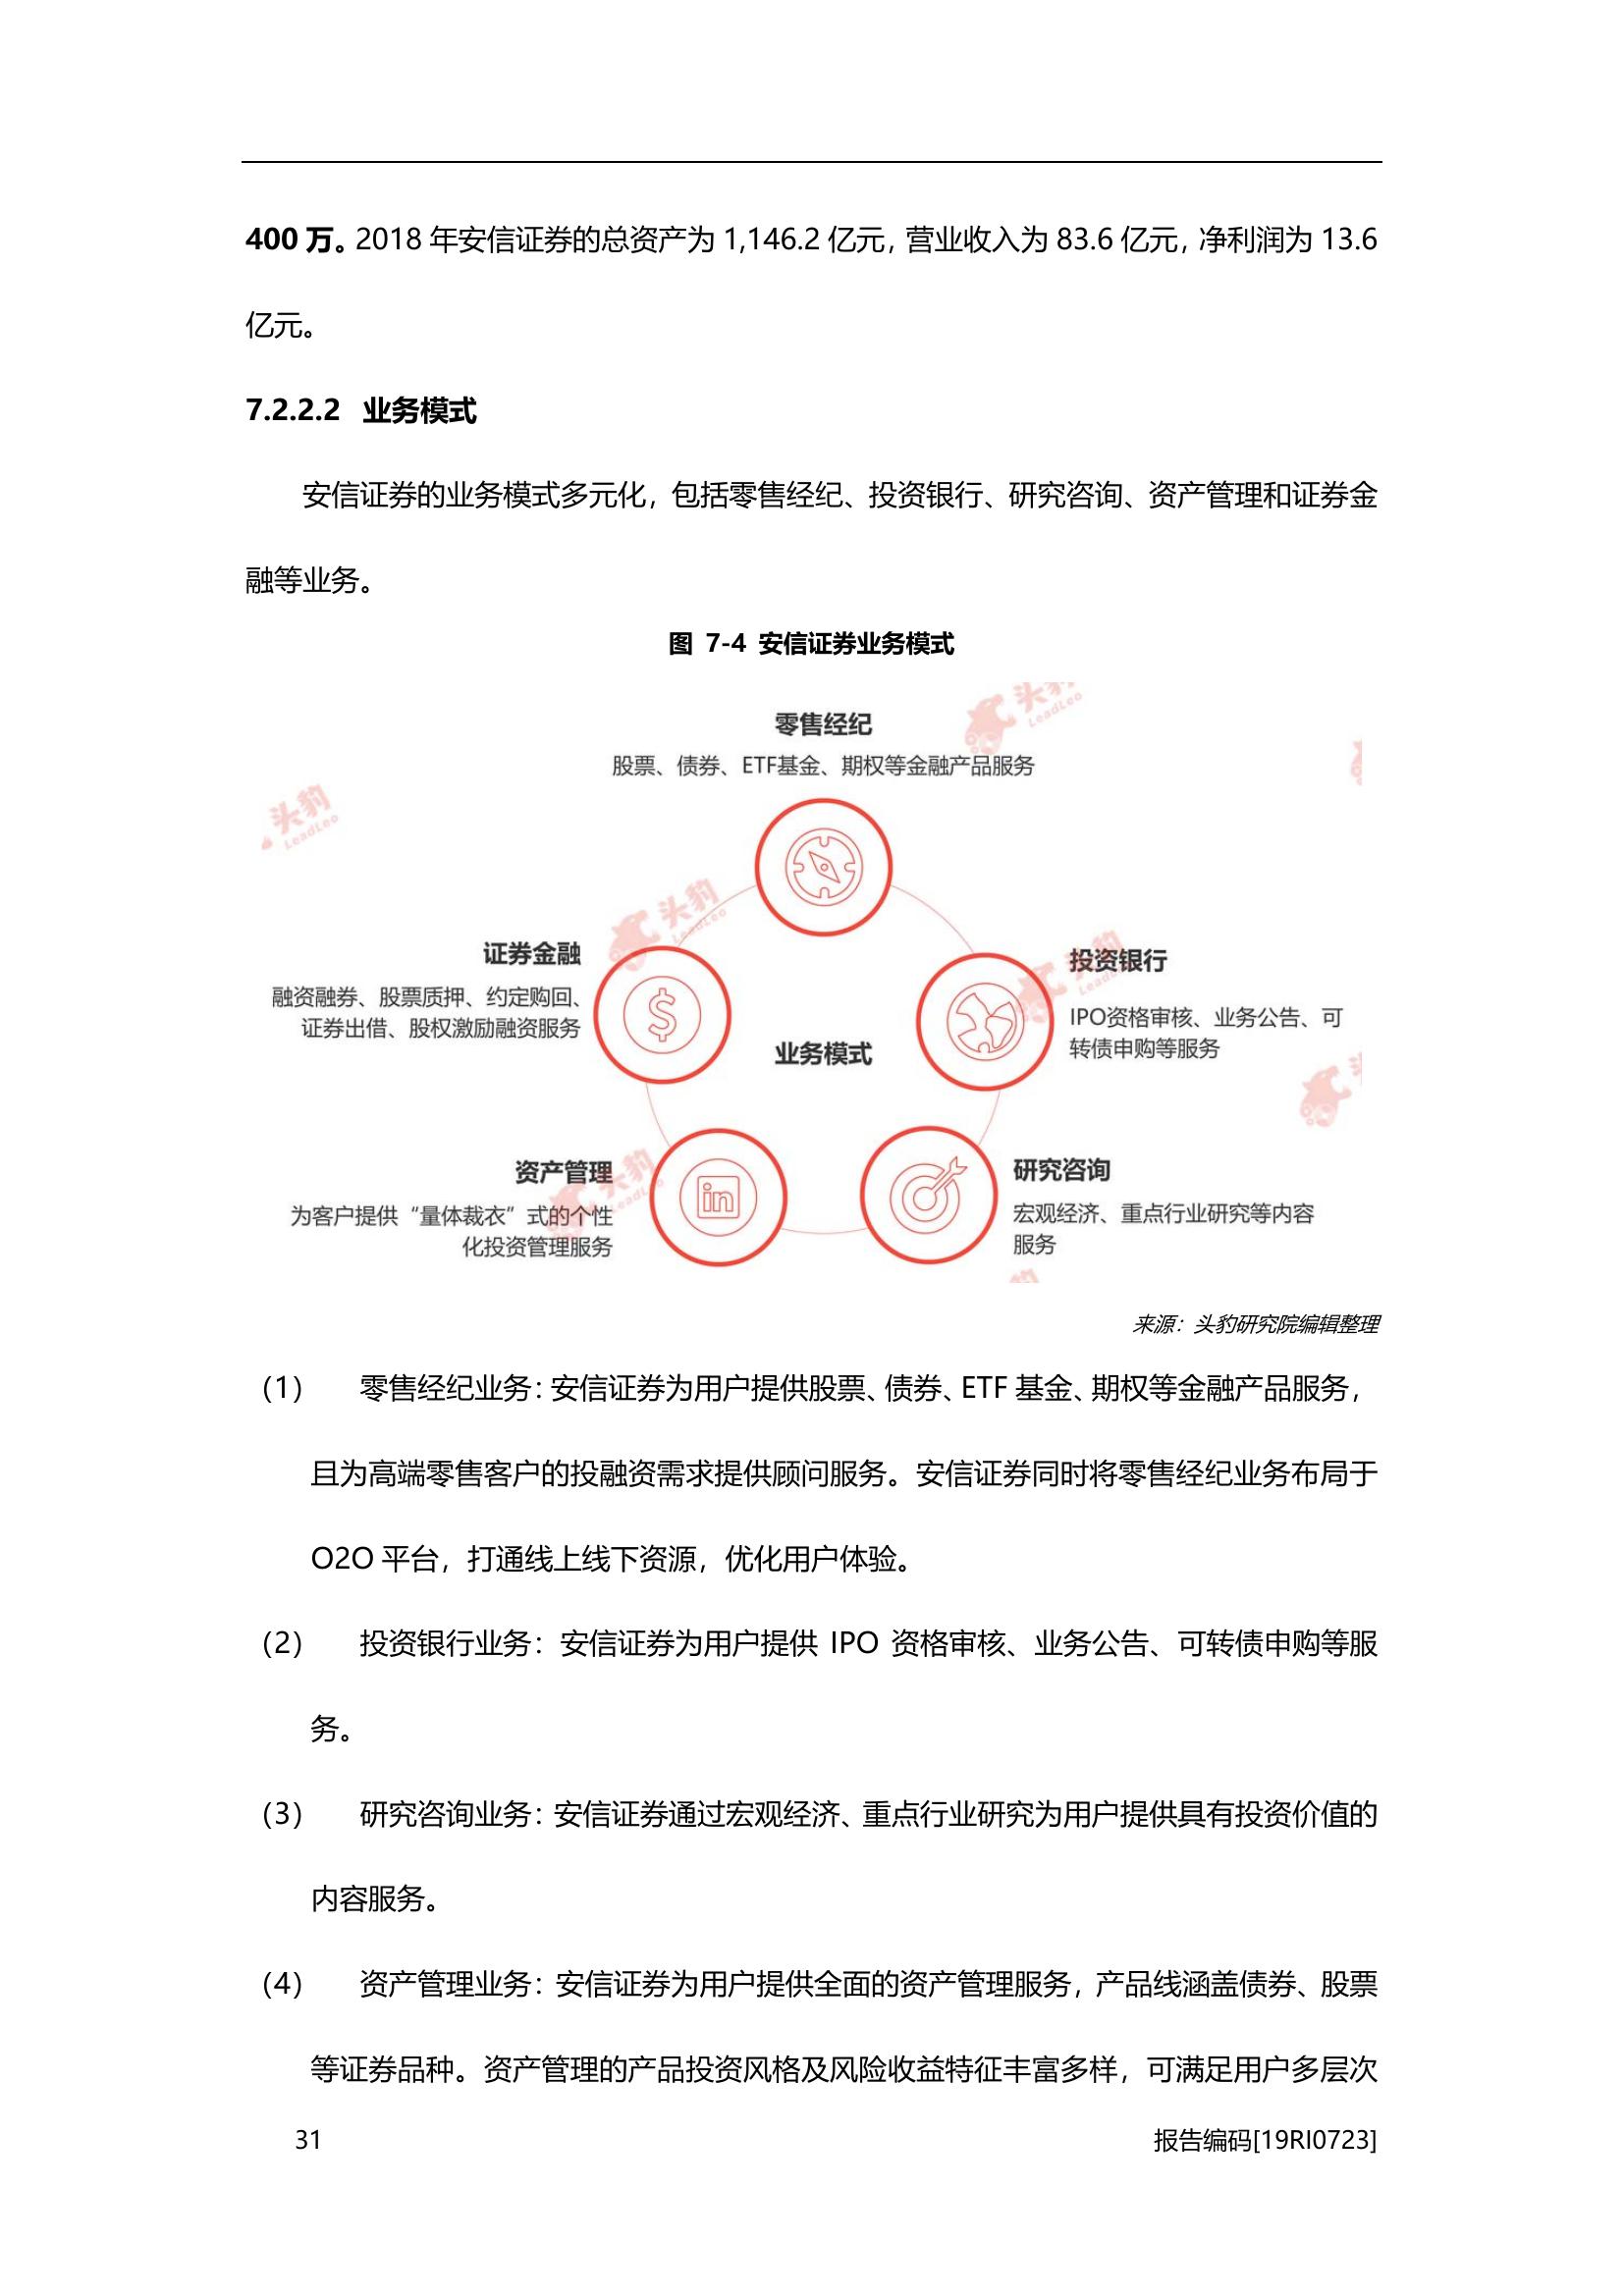 400 万。2018 年安信证券的总资产为 1,146.2 亿元，营业收入为 83.6 亿元，净利润为 13.6
亿元。
7.2.2.2 业务模式
安信证券的业务模式多元化，包括零售经纪、投资银行、研究咨询、资产管理和证券金
融等业务。
图 7-4 安信证券业务模式
头豹
LeadLeo
零售经纪
股票、债券、ETF基金、期权等金融产品服务
头豹
LeadLeo
头豹
LeadLeo
证券金融
融资融券、股票质押、约定购回、
证券出借、股权激励融资服务
头豹
投资银行
IPO资格审核、业务公告、可
转债申购等服务
业务模式
资产管理
头豹
为客户提供“量体裁衣”式的个性
化投资管理服务
in
研究咨询
宏观经济、重点行业研究等内容
服务
来源：头豹研究院编辑整理
（1） 零售经纪业务：安信证券为用户提供股票、债券、ETF 基金、期权等金融产品服务，
且为高端零售客户的投融资需求提供顾问服务。安信证券同时将零售经纪业务布局于
O2O 平台，打通线上线下资源，优化用户体验。
（2） 投资银行业务：安信证券为用户提供 IPO 资格审核、业务公告、可转债申购等服
务。
（3） 研究咨询业务：安信证券通过宏观经济、重点行业研究为用户提供具有投资价值的
内容服务。
（4） 资产管理业务：安信证券为用户提供全面的资产管理服务，产品线涵盖债券、股票
等证券品种。资产管理的产品投资风格及风险收益特征丰富多样，可满足用户多层次
31
报告编码[19RI0723]